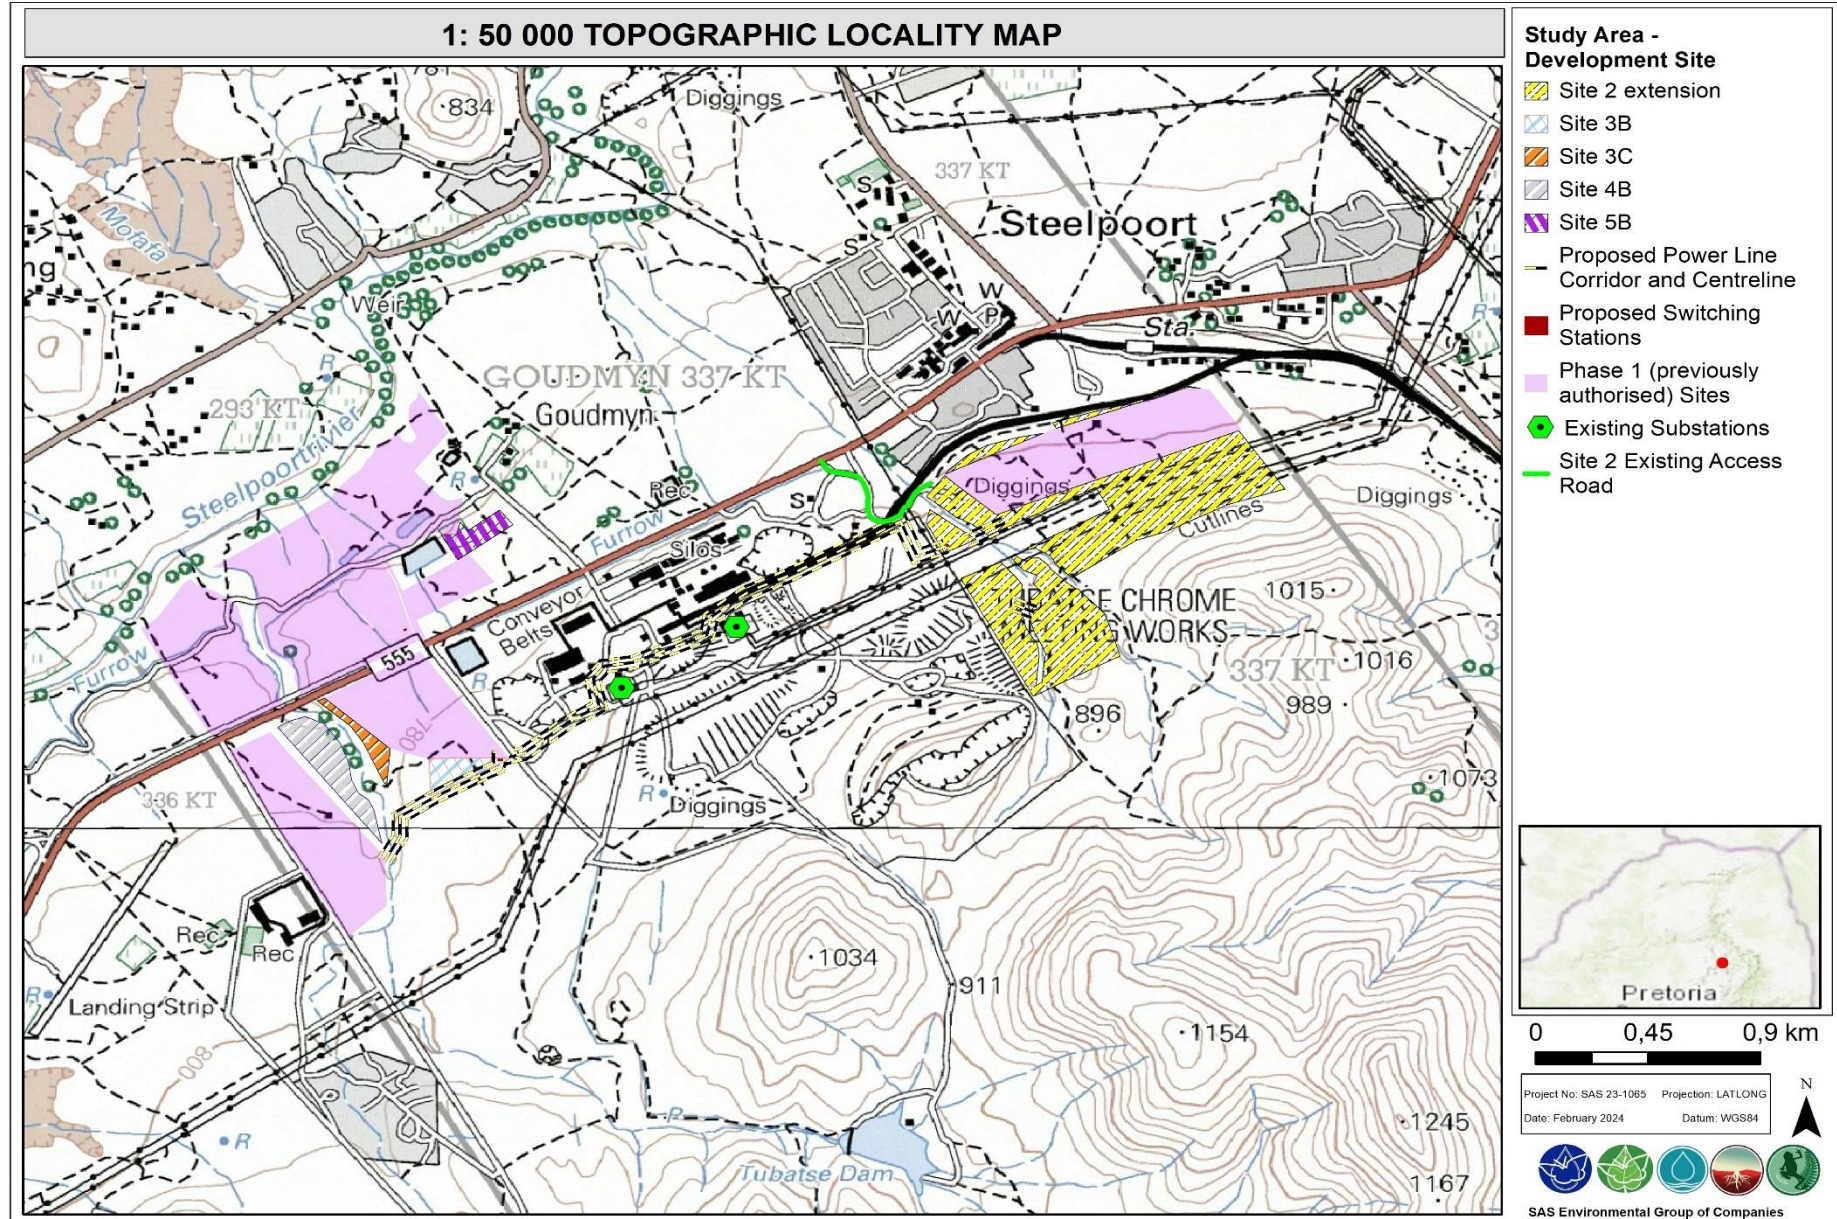 1: 50 000 TOPOGRAPHIC LOCALITY MAP
834
Diggings
337 KT
Mofafa
ng
S
Steelpoort
S
W
Weir
W
P
Sta.
R
R
GOUDMYN 337 KT
293 KT
Goudmyn
Steelpoortrivier
R
Rec
S
Diggings
Diggings
Furrow
Cutlines
Silos
Conveyor
Belts
CHROME
WORKS
1015
3
555
Furrow
R
337 KT
1016
780
896
989
1073
336 KT
R
Diggings
Rec
Rec
1034
911
R
Landing Strip
1154
800
R
R
1245
Tubatse Dam
1167
Study Area -
Development Site
Site 2 extension
Site 3B
Site 3C
Site 4B
Site 5B
Proposed Power Line
Corridor and Centreline
Proposed Switching
Stations
Phase 1 (previously
authorised) Sites
Existing Substations
Site 2 Existing Access
Road
Pretoria
0 0,45 0,9 km
Project No: SAS 23-1065 Projection: LATLONG
Date: February 2024 Datum: WGS84
N
SAS Environmental Group of Companies